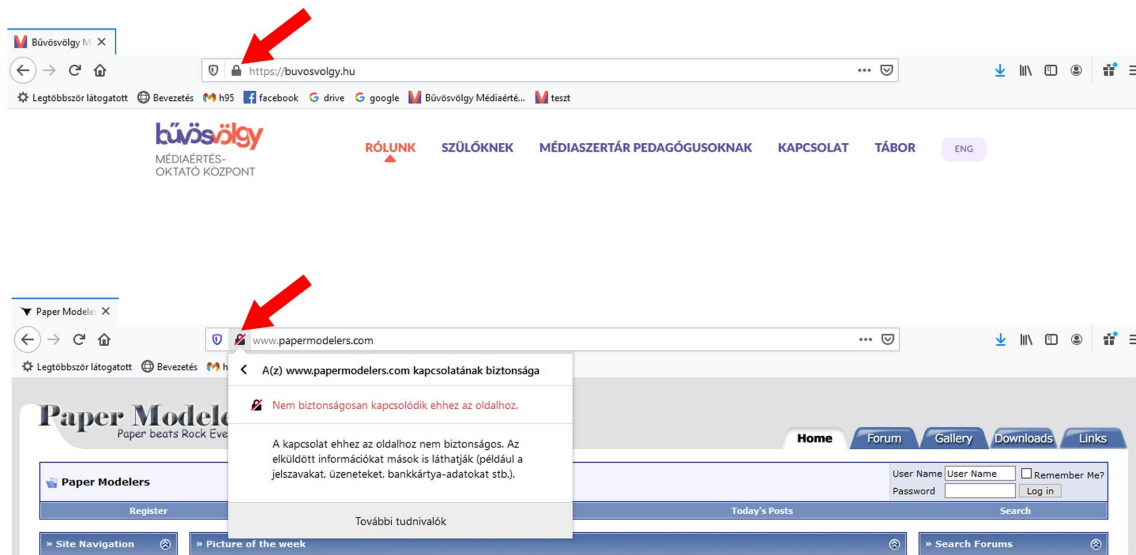 Bűvösvölgy M
https://buvosvolgy.hu
Legtöbbször látogatott Bevezetés h95 facebook drive google Bűvösvölgy Médiaérté... teszt
bűvösvölgy
MÉDIAÉRTÉS-
OKTATÓ KÖZPONT
RÓLUNK SZÜLŐKNEK MÉDIASZERTÁR PEDAGÓGUSOKNAK KAPCSOLAT TÁBOR ENG
Paper Modele
www.papermodelers.com
Legtöbbször látogatott Bevezetés h
A(z) www.papermodelers.com kapcsolatának biztonsága
Nem biztonságosan kapcsolódik ehhez az oldalhoz.
A kapcsolat ehhez az oldalhoz nem biztonságos. Az
elküldött információkat mások is láthatják (például a
jelszavakat, üzeneteket, bankkártya-adatokat stb.).
További tudnivalók
Paper Modele
Paper beats Rock Eve
Home Forum Gallery Downloads Links
Paper Modelers
User Name User Name Remember Me?
Password Log in
Register Today's Posts Search
» Site Navigation » Picture of the week » Search Forums